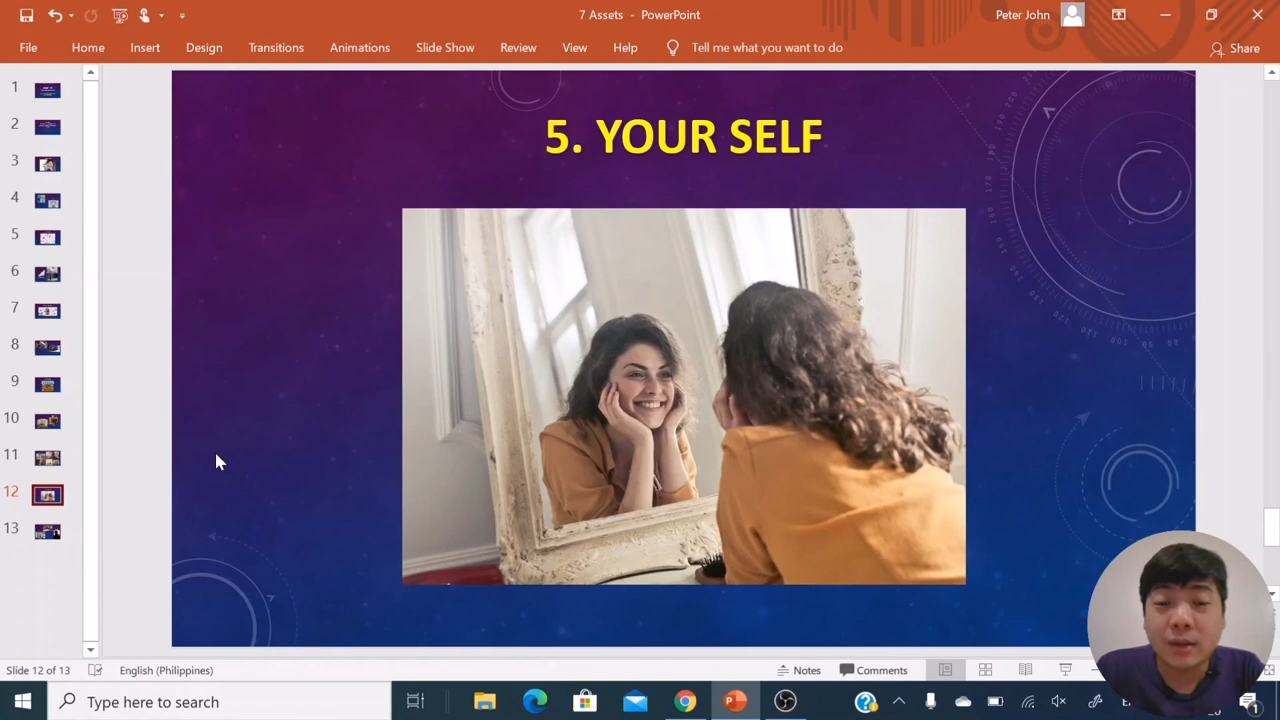 7 Assets - PowerPoint
Peter John
File Home Insert Design Transitions Animations Slide Show Review View Help Tell me what you want to do Share
1
2
3
4
5
6
7
8
9
10
11
12
13
5. YOUR SELF
Slide 12 of 13 English (Philippines) Notes Comments
Type here to search